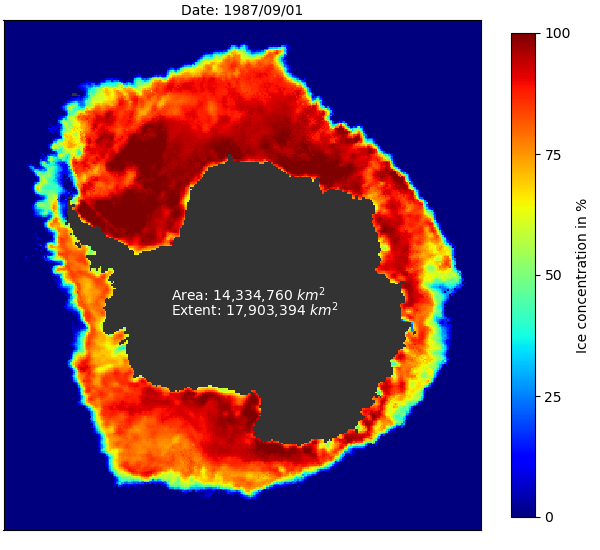 Date: 1987/09/01
Area: 14,334,760 km²
Extent: 17,903,394 km²
100
75
50
25
0
Ice concentration in %